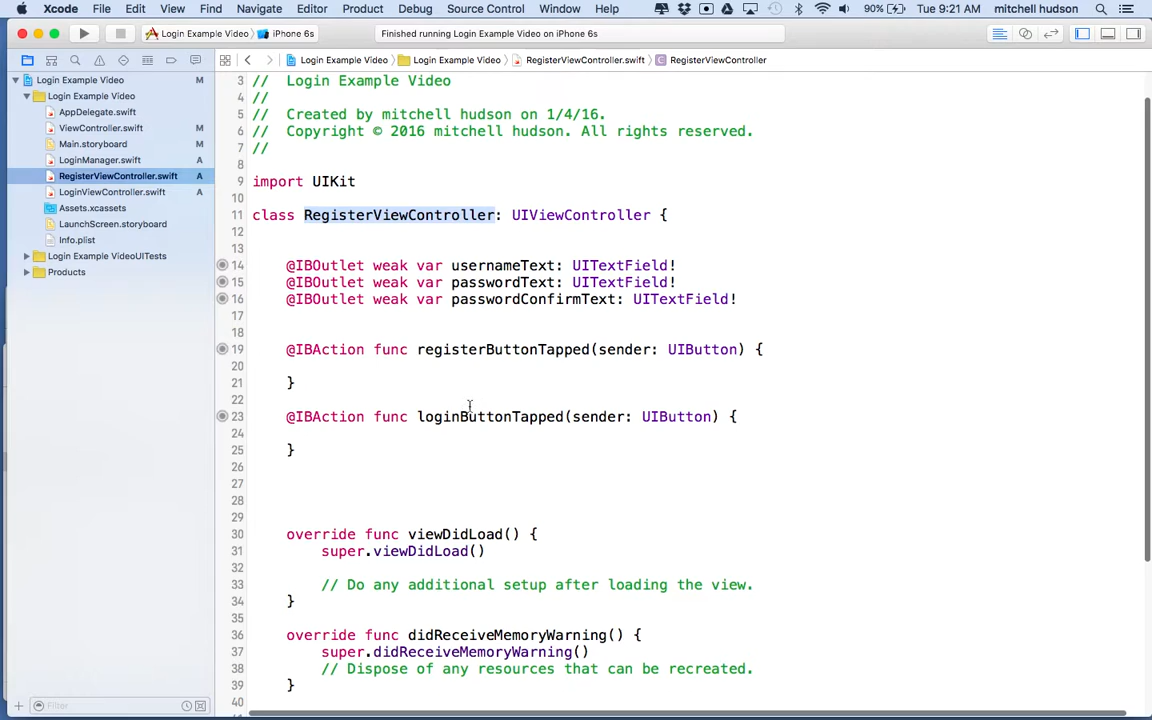 Xcode File Edit View Find Navigate Editor Product Debug Source Control Window Help 90% Tue 9:21 AM mitchell hudson
Login Example Video iPhone 6s Finished running Login Example Video on iPhone 6s
Login Example Video Login Example Video RegisterViewController.swift RegisterViewController
Login Example Video M
Login Example Video
AppDelegate.swift
ViewController.swift M
Main.storyboard M
LoginManager.swift A
RegisterViewController.swift A
LoginViewController.swift A
Assets.xcassets
LaunchScreen.storyboard
Info.plist
Login Example VideoUITests
Products
Filter
3 // Login Example Video
4 //
5 // Created by mitchell hudson on 1/4/16.
6 // Copyright © 2016 mitchell hudson. All rights reserved.
7 //
8
9 import UIKit
10
11 class RegisterViewController: UIViewController {
12
13
14 @IBOutlet weak var usernameText: UITextField!
15 @IBOutlet weak var passwordText: UITextField!
16 @IBOutlet weak var passwordConfirmText: UITextField!
17
18
19 @IBAction func registerButtonTapped(sender: UIButton) {
20
21 }
22
23 @IBAction func loginButtonTapped(sender: UIButton) {
24
25 }
26
27
28
29
30 override func viewDidLoad() {
31 super.viewDidLoad()
32
33 // Do any additional setup after loading the view.
34 }
35
36 override func didReceiveMemoryWarning() {
37 super.didReceiveMemoryWarning()
38 // Dispose of any resources that can be recreated.
39 }
40